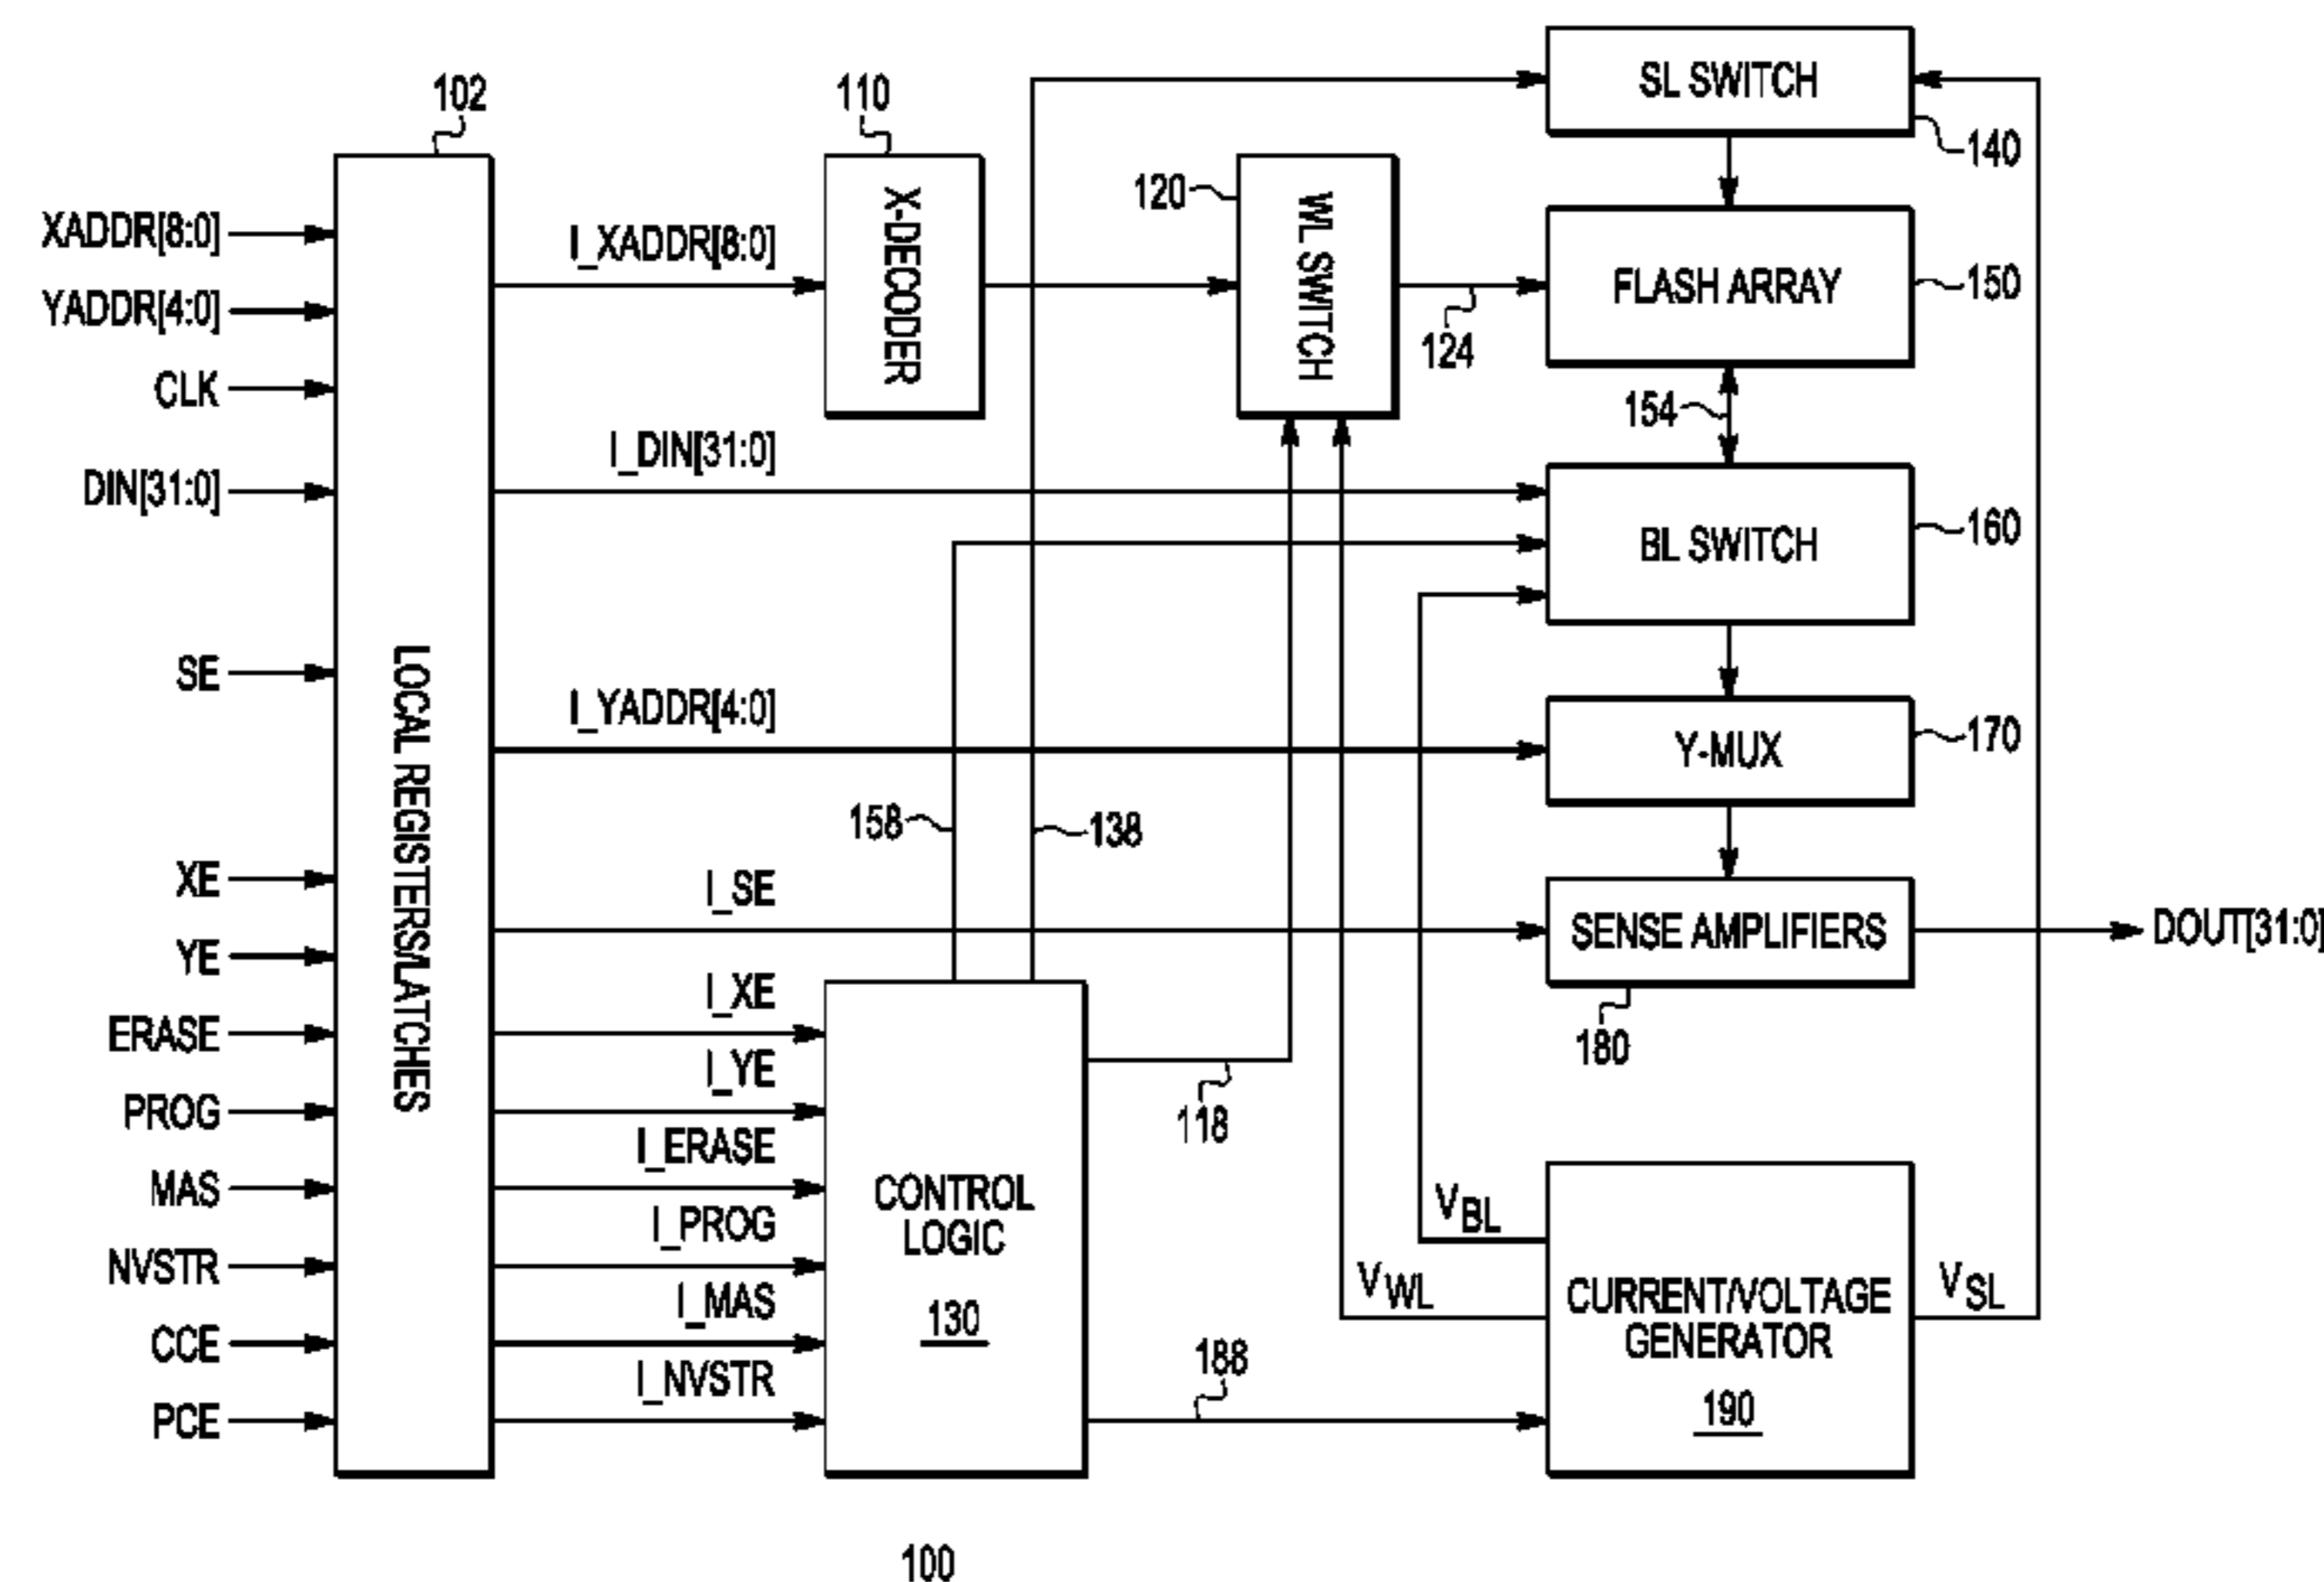 SL SWITCH
102
110
140
120
XADDR[8:0]
I_XADDR[8:0]
X-DECODER
WL SWITCH
FLASH ARRAY
150
YADDR[4:0]
124
CLK
154
I_DIN[31:0]
DIN[31:0]
BL SWITCH
160
SE
LOCAL REGISTERS/LATCHES
I_YADDR[4:0]
Y-MUX
170
158
138
XE
I_SE
SENSE AMPLIFIERS
DOUT[31:0]
YE
I_XE
ERASE
180
I_YE
PROG
118
I_ERASE
MAS
CONTROL
LOGIC
130
I_PROG
VBL
NVSTR
VWL
CURRENT/VOLTAGE
GENERATOR
190
VSL
I_MAS
CCE
188
I_NVSTR
PCE
100